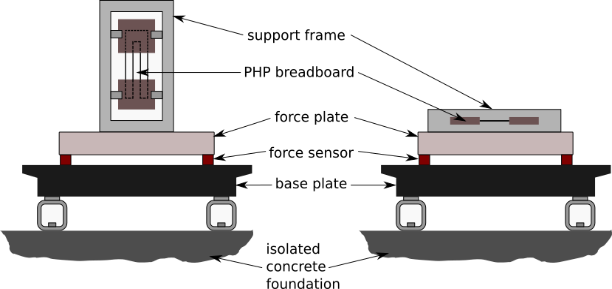 support frame
PHP breadboard
force plate
force sensor
base plate
isolated
concrete
foundation